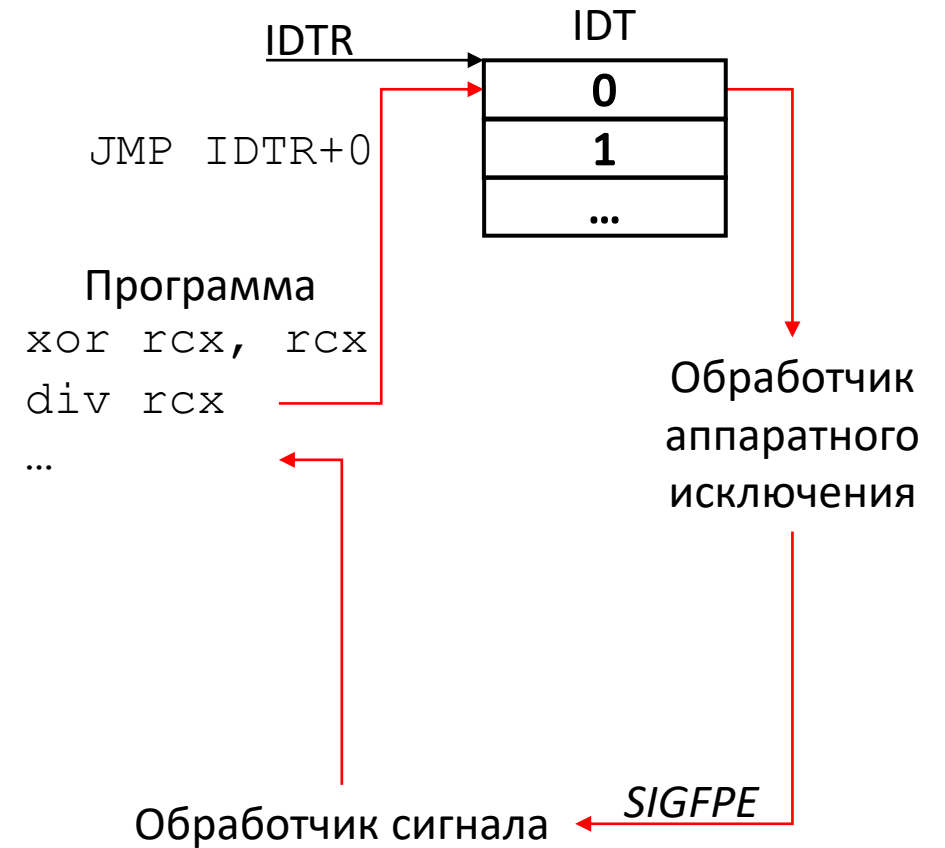 IDTR
IDT
0
JMP IDTR+0
1
…
Программа
xor rcx, rcx
div rcx
…
Обработчик
аппаратного
исключения
SIGFPE
Обработчик сигнала